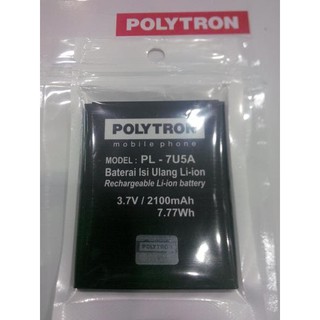 POLYTRON
POLYTRON
mobile phone
MODEL : PL - 7U5A
Baterai Isi Ulang Li-ion
Rechargeable Li-ion battery
3.7V / 2100mAh
7.77Wh